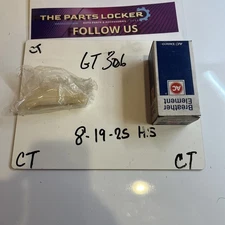 THE PARTS LOCKER
FOLLOW US
CT
GT 306
AC
Breather
Element
8-19-25 H:S
CT
CT